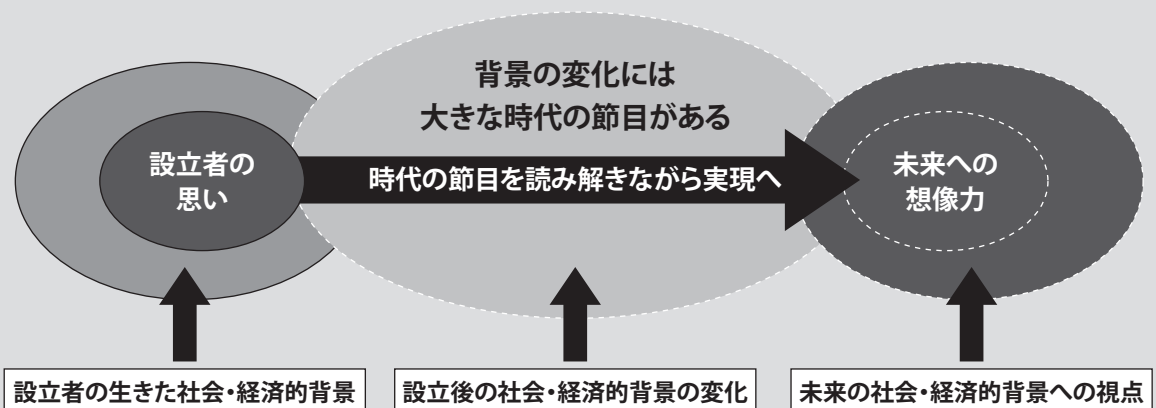 背景の変化には
大きな時代の節目がある
設立者の
思い
時代の節目を読み解きながら実現へ
未来への
想像力
設立者の生きた社会・経済的背景
設立後の社会・経済的背景の変化
未来の社会・経済的背景への視点